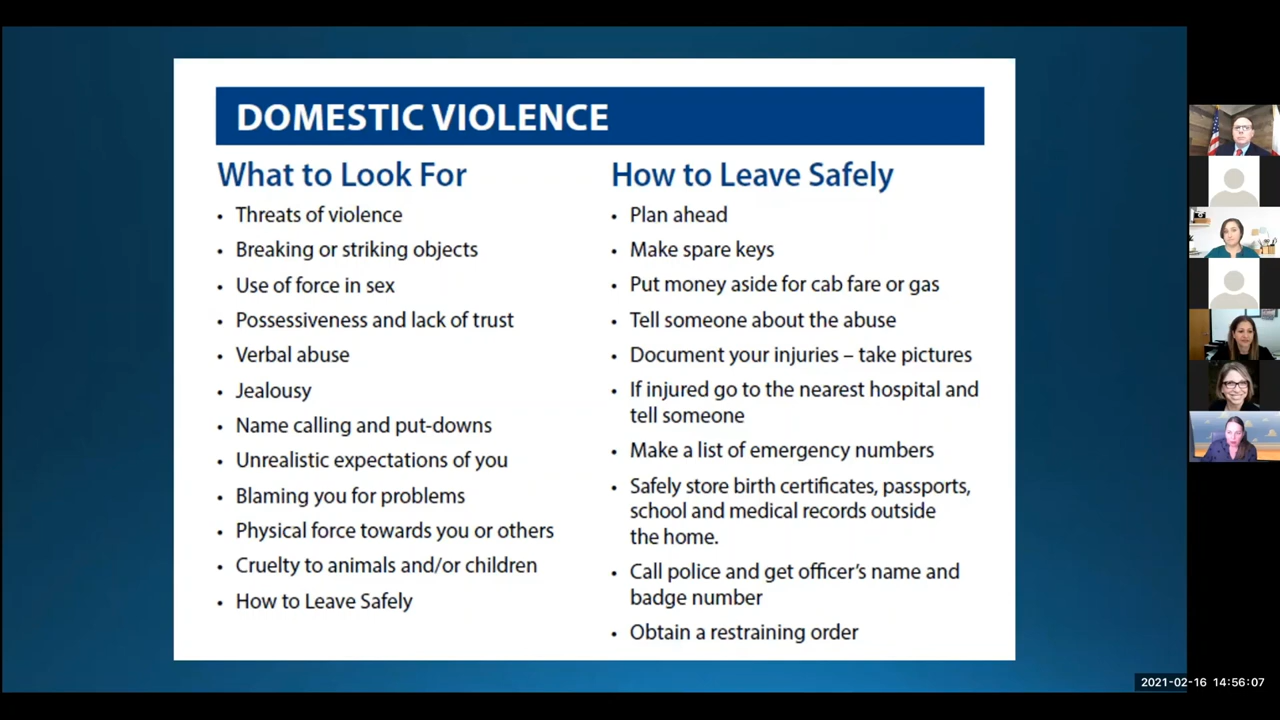 DOMESTIC VIOLENCE
What to Look For
• Threats of violence
• Breaking or striking objects
• Use of force in sex
• Possessiveness and lack of trust
• Verbal abuse
• Jealousy
• Name calling and put-downs
• Unrealistic expectations of you
• Blaming you for problems
• Physical force towards you or others
• Cruelty to animals and/or children
• How to Leave Safely
How to Leave Safely
• Plan ahead
• Make spare keys
• Put money aside for cab fare or gas
• Tell someone about the abuse
• Document your injuries – take pictures
• If injured go to the nearest hospital and
tell someone
• Make a list of emergency numbers
• Safely store birth certificates, passports,
school and medical records outside
the home.
• Call police and get officer's name and
badge number
• Obtain a restraining order
2021-02-16 14:56:07